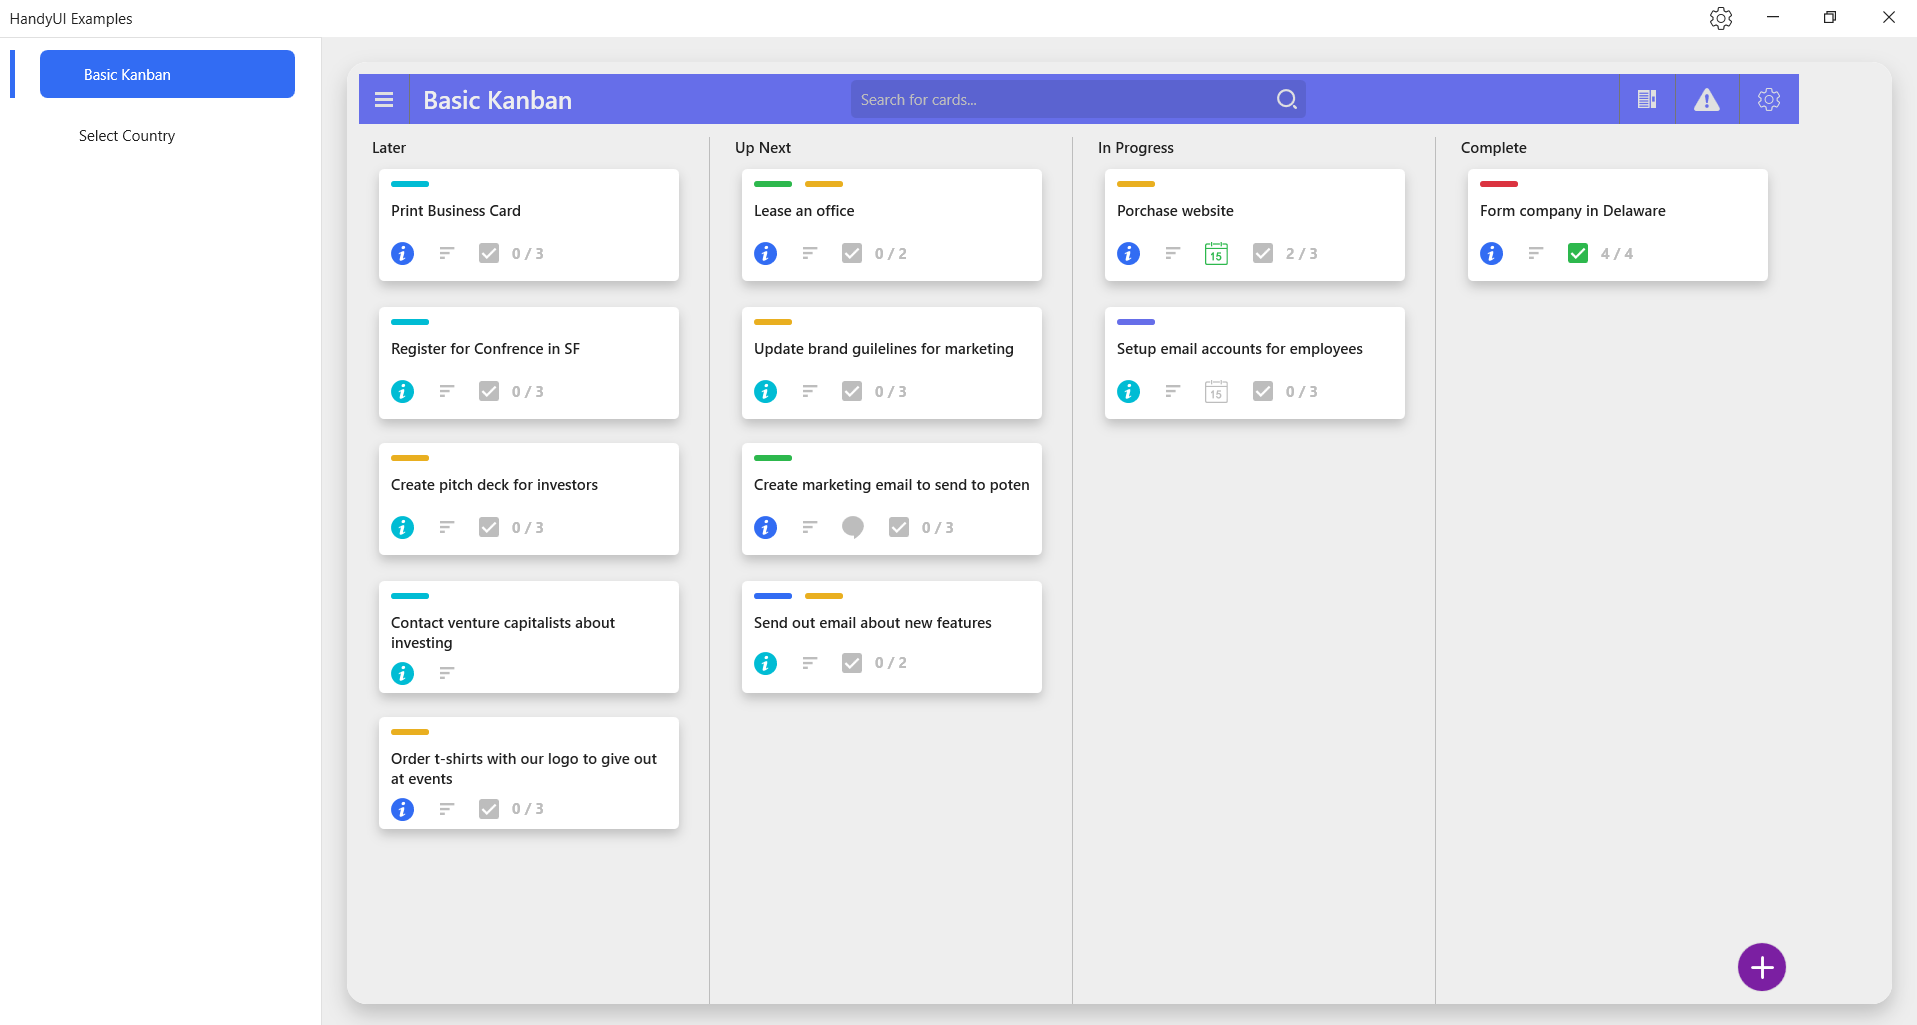 HandyUI Examples
Basic Kanban
Select Country
Basic Kanban
Search for cards...
Later
Print Business Card
0 / 3
Register for Confrence in SF
0 / 3
Create pitch deck for investors
0 / 3
Contact venture capitalists about
investing
Order t-shirts with our logo to give out
at events
0 / 3
Up Next
Lease an office
0 / 2
Update brand guilelines for marketing
0 / 3
Create marketing email to send to poten
0 / 3
Send out email about new features
0 / 2
In Progress
Porchase website
15
2 / 3
Setup email accounts for employees
15
0 / 3
Complete
Form company in Delaware
4 / 4